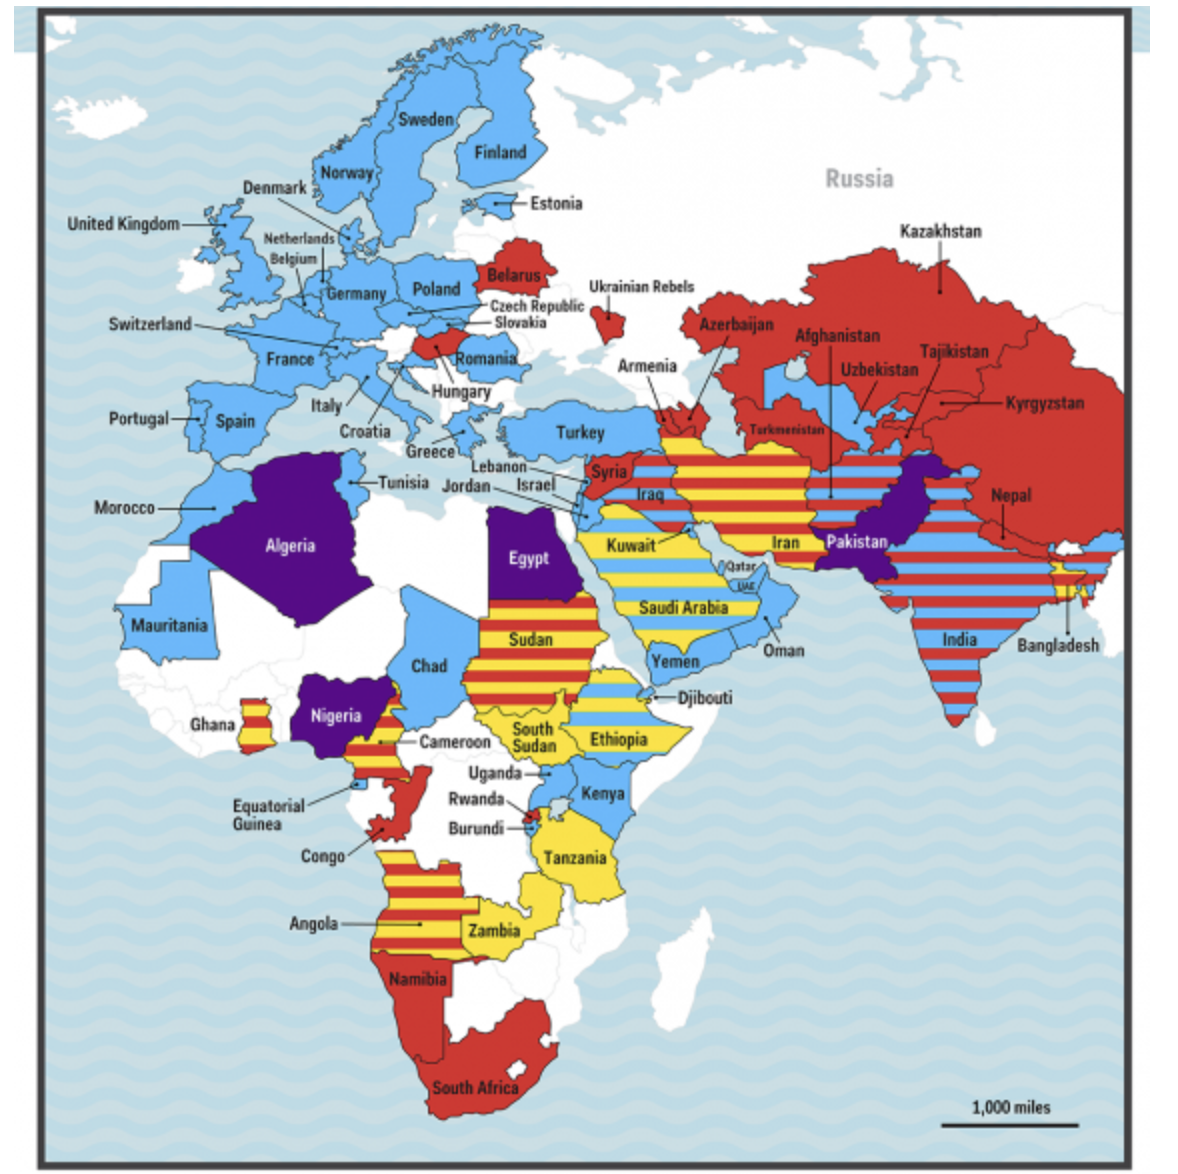 Sweden
Finland
Norway
Russia
Denmark
Estonia
United Kingdom
Kazakhstan
Netherlands
Belgium
Belarus
Ukrainian Rebels
Germany
Poland
Czech Republic
Slovakia
Switzerland
Azerbaijan
Afghanistan
France
Romania
Tajikistan
Armenia
Uzbekistan
Hungary
Italy
Kyrgyzstan
Portugal
Spain
Croatia
Turkey
Turkmenistan
Greece
Lebanon
Syria
Tunisia
Jordan
Israel
Iraq
Nepal
Morocco
Algeria
Kuwait
Iran
Pakistan
Egypt
Qatar
UAE
Saudi Arabia
Mauritania
Sudan
India
Bangladesh
Oman
Chad
Yemen
Djibouti
Nigeria
Ghana
South
Sudan
Ethiopia
Cameroon
Uganda
Kenya
Rwanda
Equatorial
Guinea
Burundi
Congo
Tanzania
Angola
Zambia
Namibia
South Africa
1,000 miles